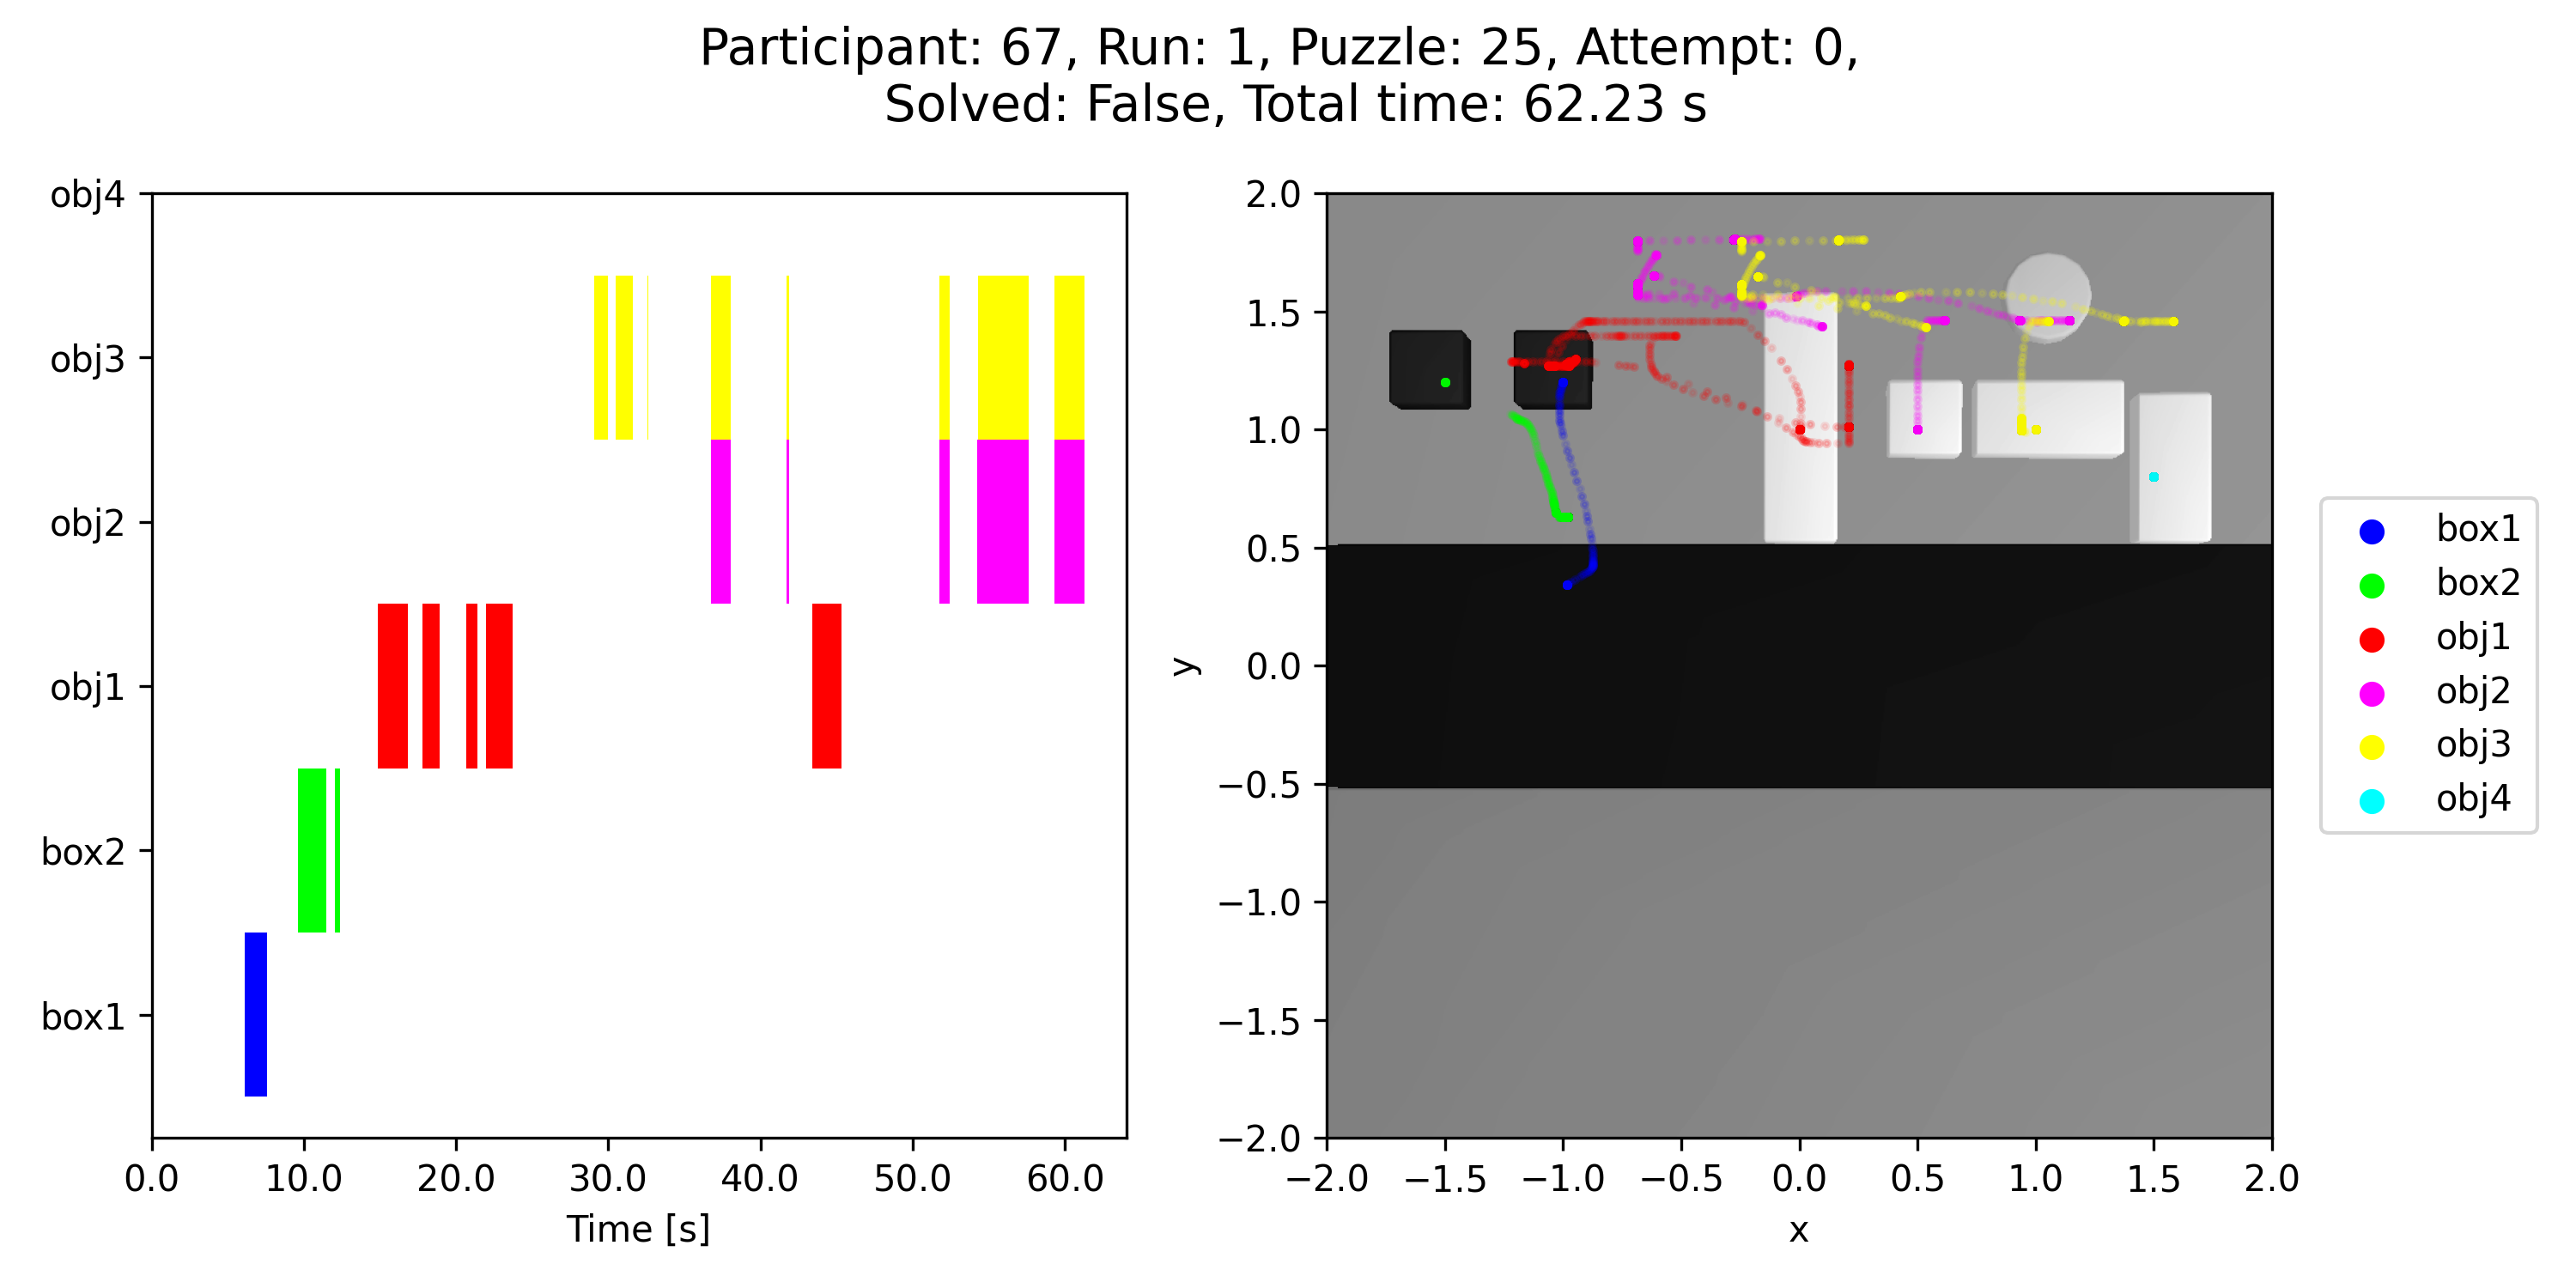 Participant: 67, Run: 1, Puzzle: 25, Attempt: 0,
Solved: False, Total time: 62.23 s
obj4
obj3
obj2
obj1
box2
box1
0.0 10.0 20.0 30.0 40.0 50.0 60.0
Time [s]
2.0
1.5
1.0
0.5
0.0
−0.5
−1.0
−1.5
−2.0
y
−2.0 −1.5 −1.0 −0.5 0.0 0.5 1.0 1.5 2.0
x
box1
box2
obj1
obj2
obj3
obj4